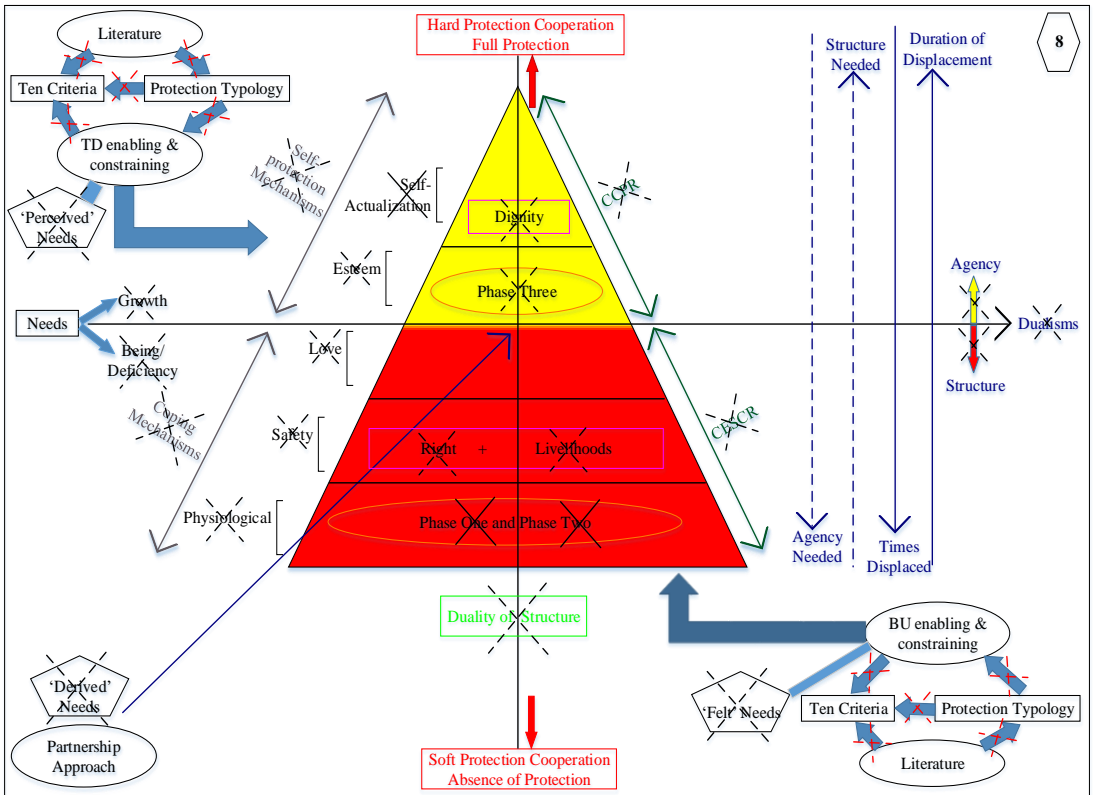 Hard Protection Cooperation
Full Protection
8
Literature
Ten Criteria
Protection Typology
TD enabling &
constraining
'Perceived'
Needs
Self-
protection
Mechanisms
Self-
Actualization
Dignity
CCPR
Structure
Needed
Duration of
Displacement
Esteem
Phase Three
Agency
Needs
Growth
Being/
Deficiency
Dualisms
Structure
Love
Coping
Mechanisms
Safety
Right + Livelihoods
CESCR
Physiological
Phase One and Phase Two
Agency
Needed
Times
Displaced
Duality of Structure
BU enabling &
constraining
'Felt' Needs
Ten Criteria
Protection Typology
Literature
'Derived'
Needs
Partnership
Approach
Soft Protection Cooperation
Absence of Protection